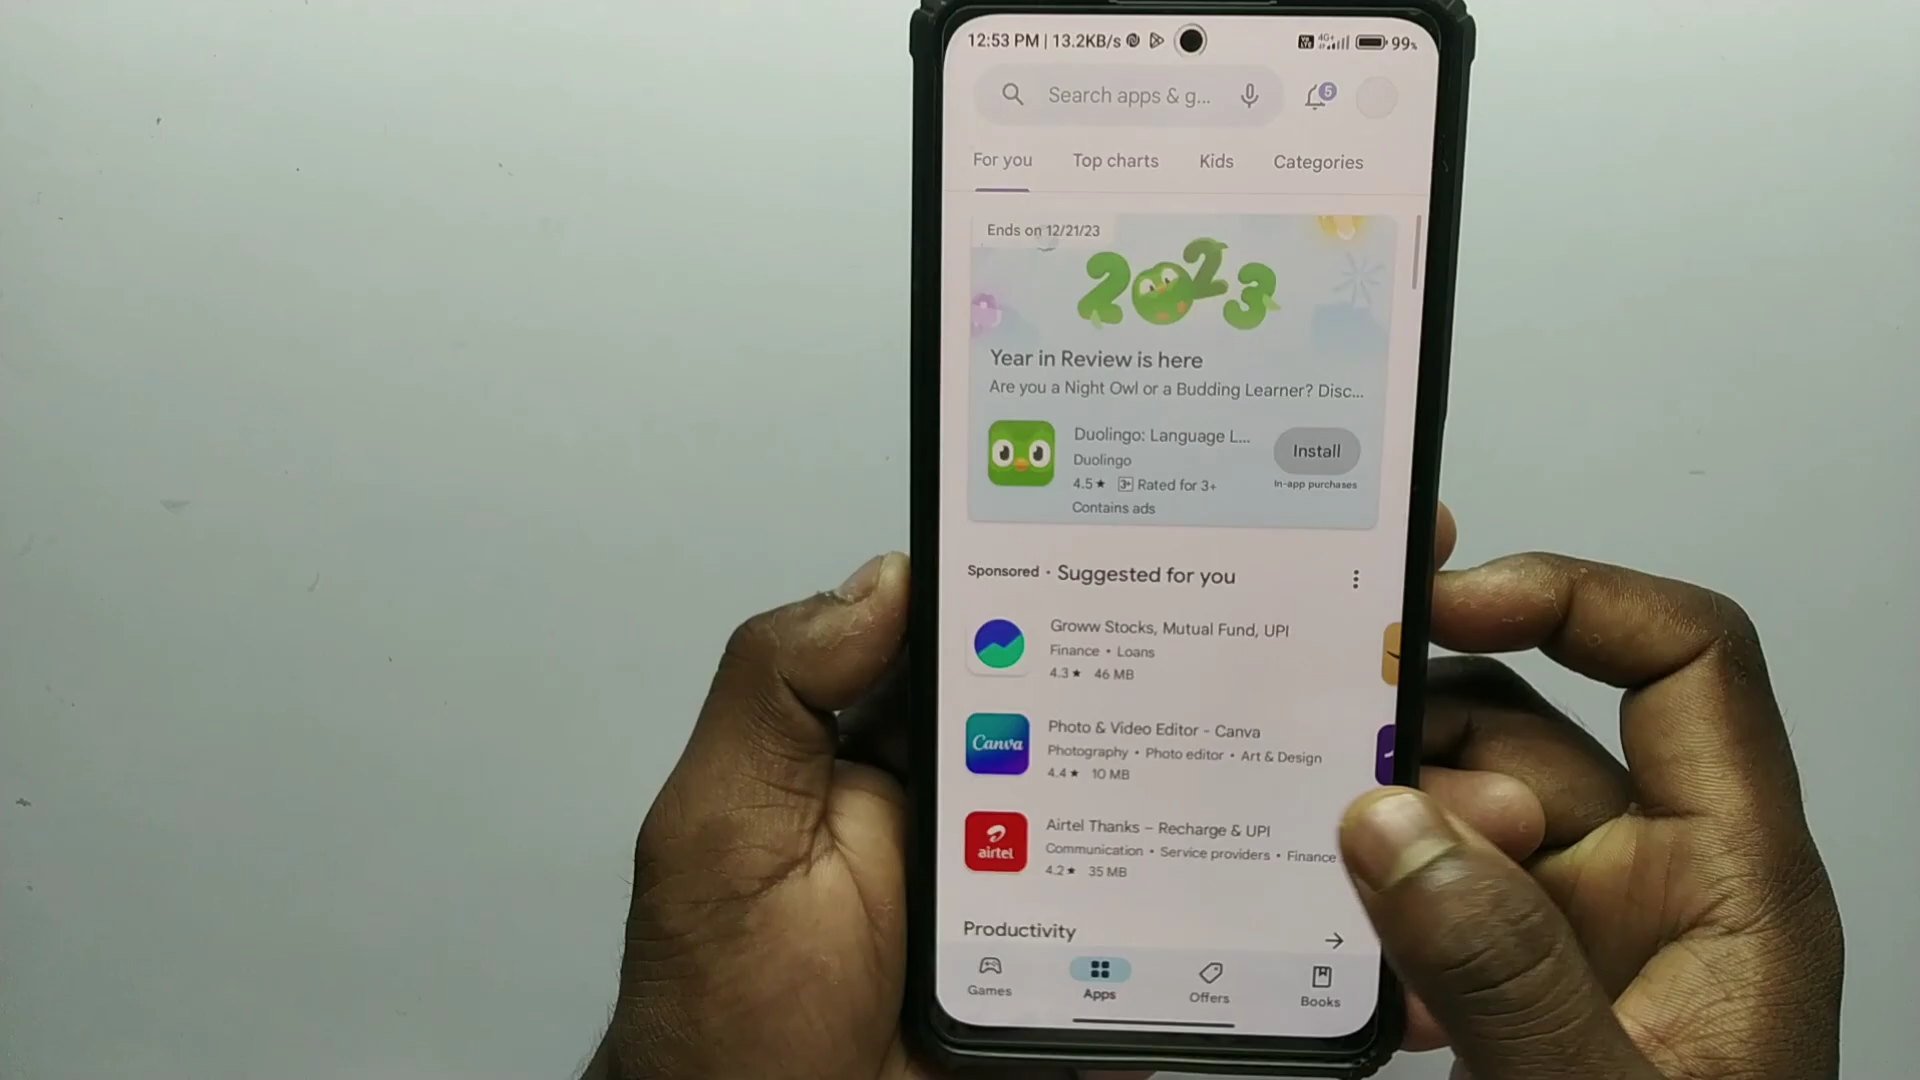 12:53 PM | 13.2KB/s
4G+
99%
Search apps & g...
5
For you
Top charts
Kids
Categories
Ends on 12/21/23
2023
Year in Review is here
Are you a Night Owl or a Budding Learner? Disc...
Duolingo: Language L...
Install
Duolingo
4.5★ 3+ Rated for 3+
In-app purchases
Contains ads
Sponsored • Suggested for you
Groww Stocks, Mutual Fund, UPI
Finance • Loans
4.3★ 46 MB
Canva
Photo & Video Editor - Canva
Photography • Photo editor • Art & Design
4.4★ 10 MB
airtel
Airtel Thanks – Recharge & UPI
Communication • Service providers • Finance
4.2★ 35 MB
Productivity
Games
Apps
Offers
Books